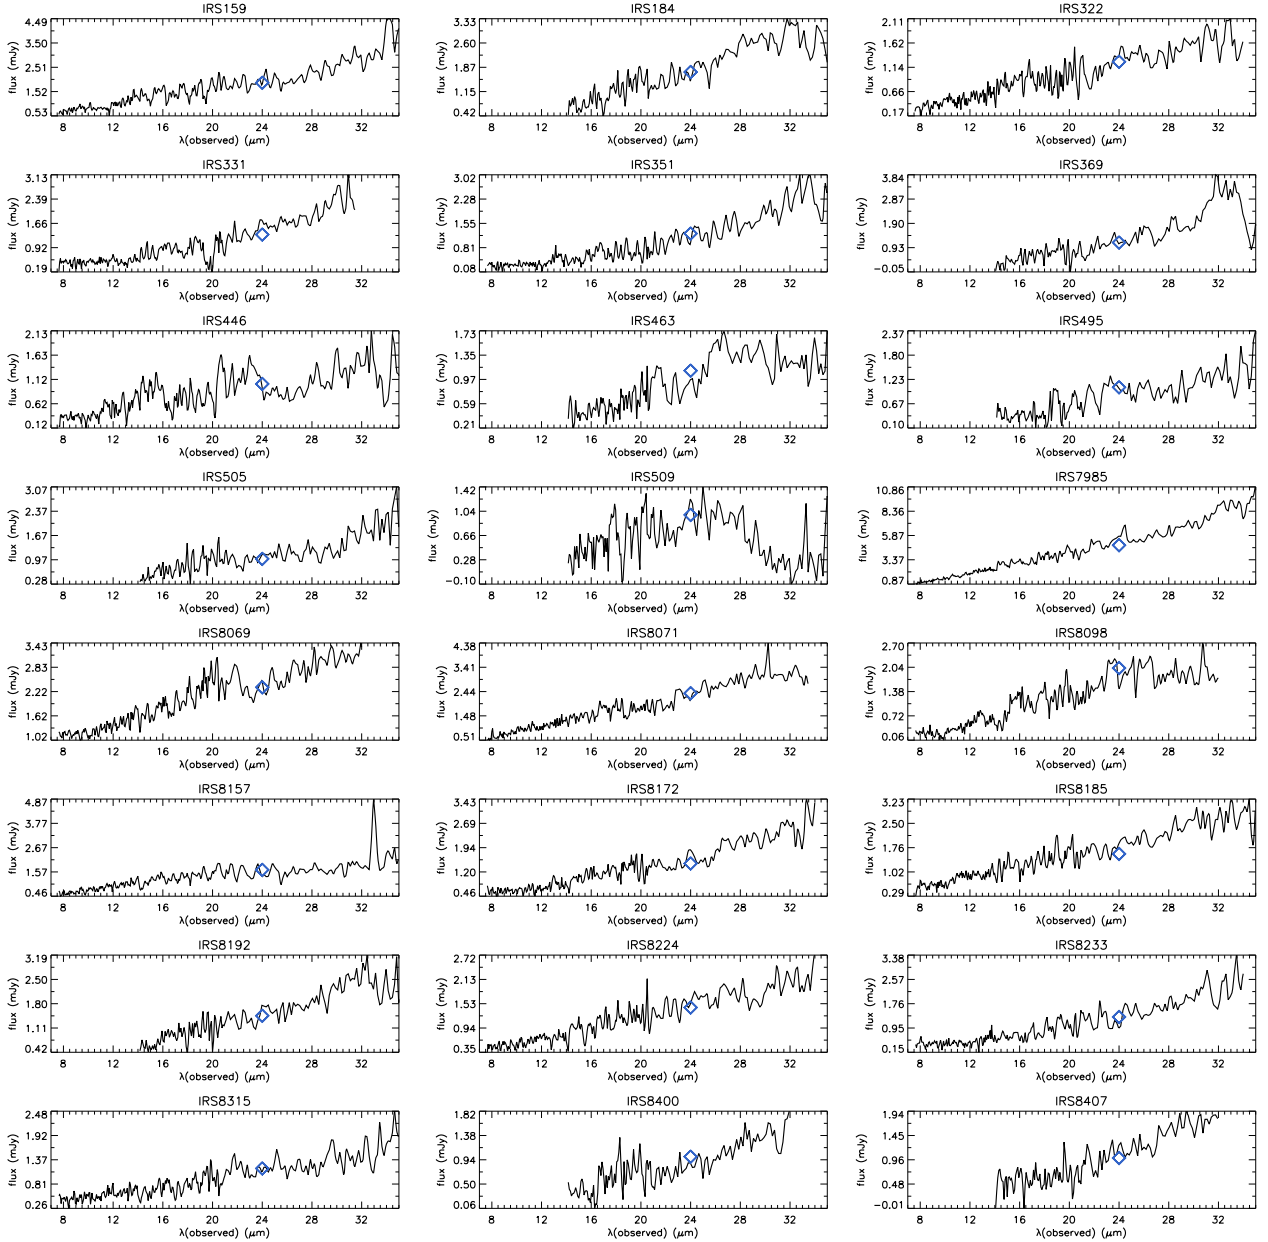 IRS159 IRS184 IRS322
4.49 3.33 2.11
3.50 2.60 1.62
2.51 1.87 1.14
1.52 1.15 0.66
0.53 0.42 0.17
flux (mJy) flux (mJy) flux (mJy)
8 12 16 20 24 28 32 8 12 16 20 24 28 32 8 12 16 20 24 28 32
λ(observed) (μm) λ(observed) (μm) λ(observed) (μm)
IRS331 IRS351 IRS369
3.13 3.02 3.84
2.39 2.28 2.87
1.66 1.55 1.90
0.92 0.81 0.93
0.19 0.08 −0.05
flux (mJy) flux (mJy) flux (mJy)
8 12 16 20 24 28 32 8 12 16 20 24 28 32 8 12 16 20 24 28 32
λ(observed) (μm) λ(observed) (μm) λ(observed) (μm)
IRS446 IRS463 IRS495
2.13 1.73 2.37
1.63 1.35 1.80
1.12 0.97 1.23
0.62 0.59 0.67
0.12 0.21 0.10
flux (mJy) flux (mJy) flux (mJy)
8 12 16 20 24 28 32 8 12 16 20 24 28 32 8 12 16 20 24 28 32
λ(observed) (μm) λ(observed) (μm) λ(observed) (μm)
IRS505 IRS509 IRS7985
3.07 1.42 10.86
2.37 1.04 8.36
1.67 0.66 5.87
0.97 0.28 3.37
0.28 −0.10 0.87
flux (mJy) flux (mJy) flux (mJy)
8 12 16 20 24 28 32 8 12 16 20 24 28 32 8 12 16 20 24 28 32
λ(observed) (μm) λ(observed) (μm) λ(observed) (μm)
IRS8069 IRS8071 IRS8098
3.43 4.38 2.70
2.83 3.41 2.04
2.22 2.44 1.38
1.62 1.48 0.72
1.02 0.51 0.06
flux (mJy) flux (mJy) flux (mJy)
8 12 16 20 24 28 32 8 12 16 20 24 28 32 8 12 16 20 24 28 32
λ(observed) (μm) λ(observed) (μm) λ(observed) (μm)
IRS8157 IRS8172 IRS8185
4.87 3.43 3.23
3.77 2.69 2.50
2.67 1.94 1.76
1.57 1.20 1.02
0.46 0.46 0.29
flux (mJy) flux (mJy) flux (mJy)
8 12 16 20 24 28 32 8 12 16 20 24 28 32 8 12 16 20 24 28 32
λ(observed) (μm) λ(observed) (μm) λ(observed) (μm)
IRS8192 IRS8224 IRS8233
3.19 2.72 3.38
2.50 2.13 2.57
1.80 1.53 1.76
1.11 0.94 0.95
0.42 0.35 0.15
flux (mJy) flux (mJy) flux (mJy)
8 12 16 20 24 28 32 8 12 16 20 24 28 32 8 12 16 20 24 28 32
λ(observed) (μm) λ(observed) (μm) λ(observed) (μm)
IRS8315 IRS8400 IRS8407
2.48 1.82 1.94
1.92 1.38 1.45
1.37 0.94 0.96
0.81 0.50 0.48
0.26 0.06 −0.01
flux (mJy) flux (mJy) flux (mJy)
8 12 16 20 24 28 32 8 12 16 20 24 28 32 8 12 16 20 24 28 32
λ(observed) (μm) λ(observed) (μm) λ(observed) (μm)